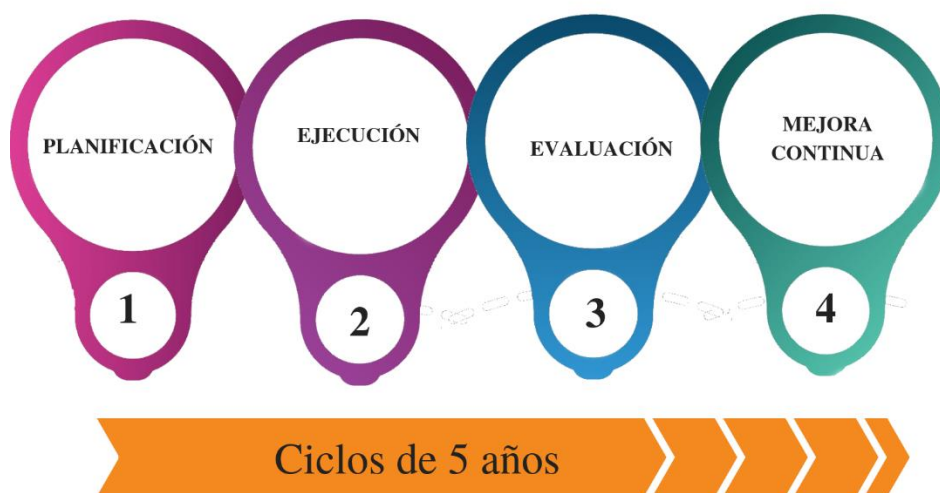 PLANIFICACIÓN
EJECUCIÓN
EVALUACIÓN
MEJORA
CONTINUA
1
2
3
4
Ciclos de 5 años